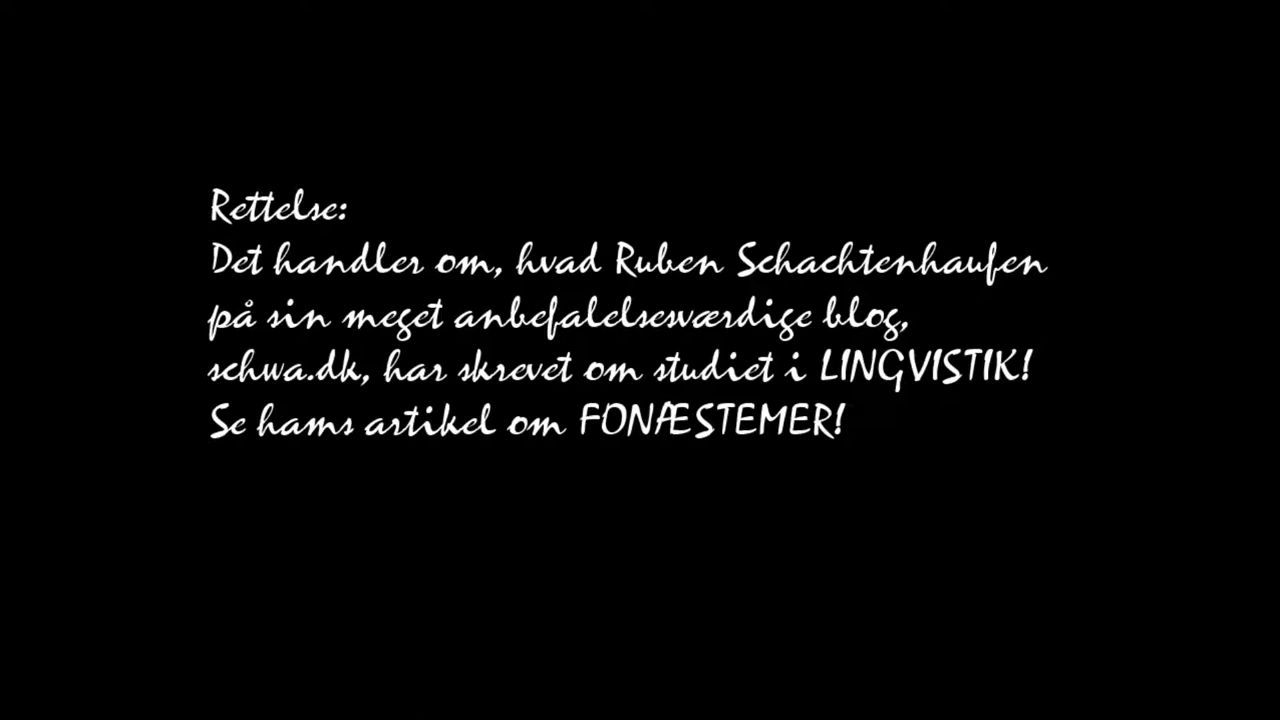 Rettelse:
Det handler om, hvad Ruben Schachtenhaufen
på sin meget anbefalelsesværdige blog,
schwa.dk, har skrevet om studiet i LINGVISTIK!
Se hams artikel om FONÆSTEMER!